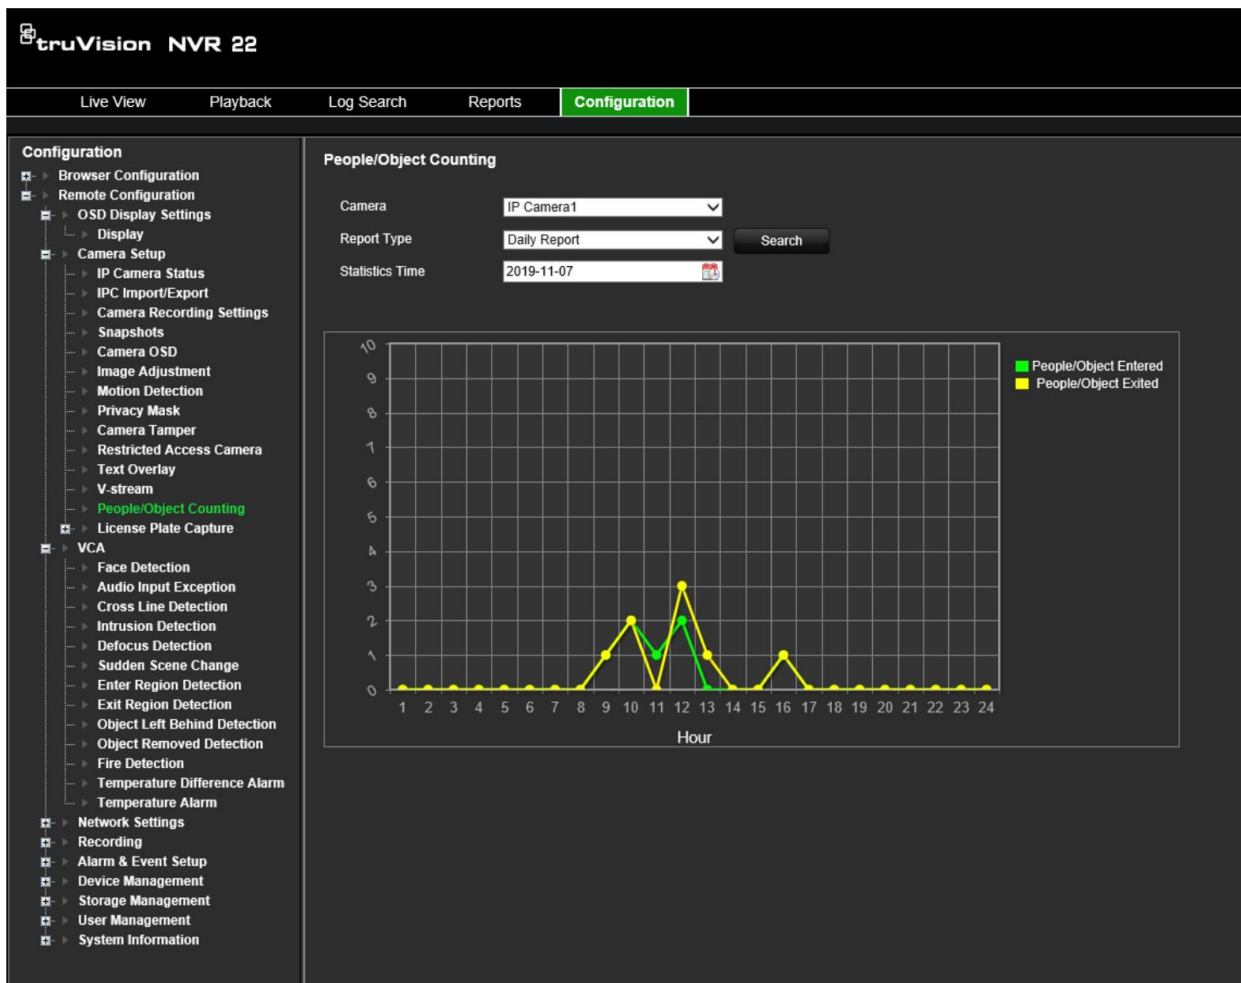 truVision NVR 22
Live View Playback Log Search Reports Configuration
Configuration
Browser Configuration
Remote Configuration
OSD Display Settings
Display
Camera Setup
IP Camera Status
IPC Import/Export
Camera Recording Settings
Snapshots
Camera OSD
Image Adjustment
Motion Detection
Privacy Mask
Camera Tamper
Restricted Access Camera
Text Overlay
V-stream
People/Object Counting
License Plate Capture
VCA
Face Detection
Audio Input Exception
Cross Line Detection
Intrusion Detection
Defocus Detection
Sudden Scene Change
Enter Region Detection
Exit Region Detection
Object Left Behind Detection
Object Removed Detection
Fire Detection
Temperature Difference Alarm
Temperature Alarm
Network Settings
Recording
Alarm & Event Setup
Device Management
Storage Management
User Management
System Information
People/Object Counting
Camera IP Camera1
Report Type Daily Report Search
Statistics Time 2019-11-07
10
9
8
7
6
5
4
3
2
1
0
1 2 3 4 5 6 7 8 9 10 11 12 13 14 15 16 17 18 19 20 21 22 23 24
Hour
People/Object Entered
People/Object Exited